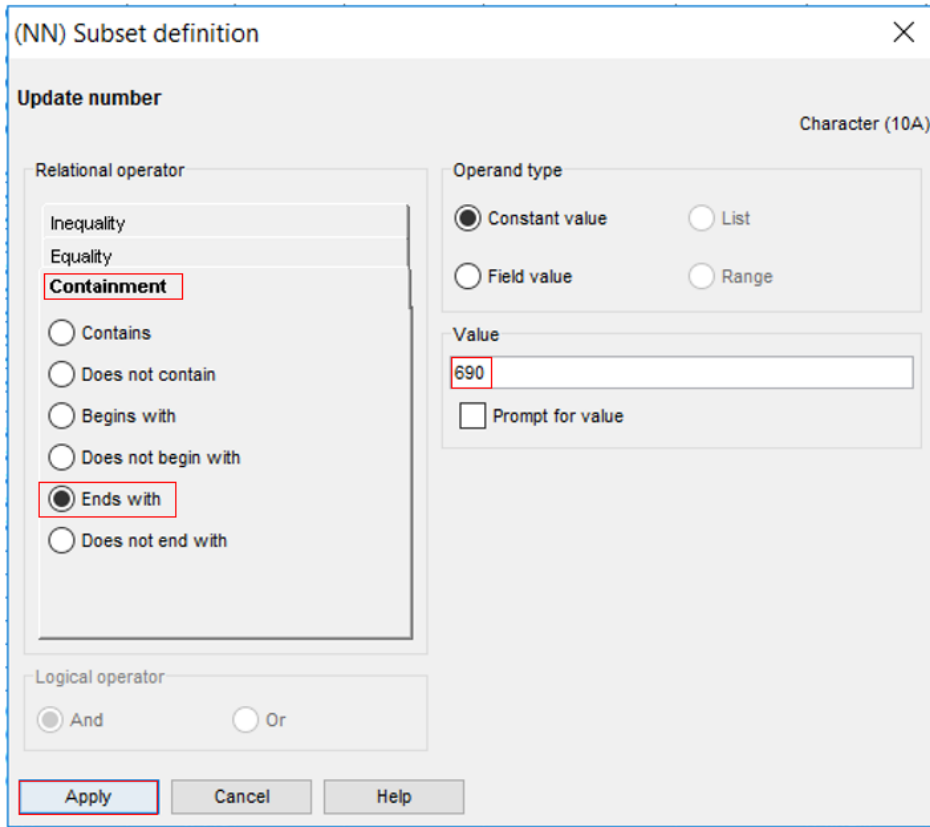 (NN) Subset definition
Update number
Character (10A)
Relational operator
Inequality
Equality
Containment
Contains
Does not contain
Begins with
Does not begin with
Ends with
Does not end with
Logical operator
And
Or
Operand type
Constant value
List
Field value
Range
Value
690
Prompt for value
Apply
Cancel
Help